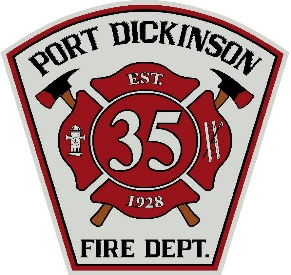 PORT DICKINSON
EST.
35
1928
FIRE DEPT.